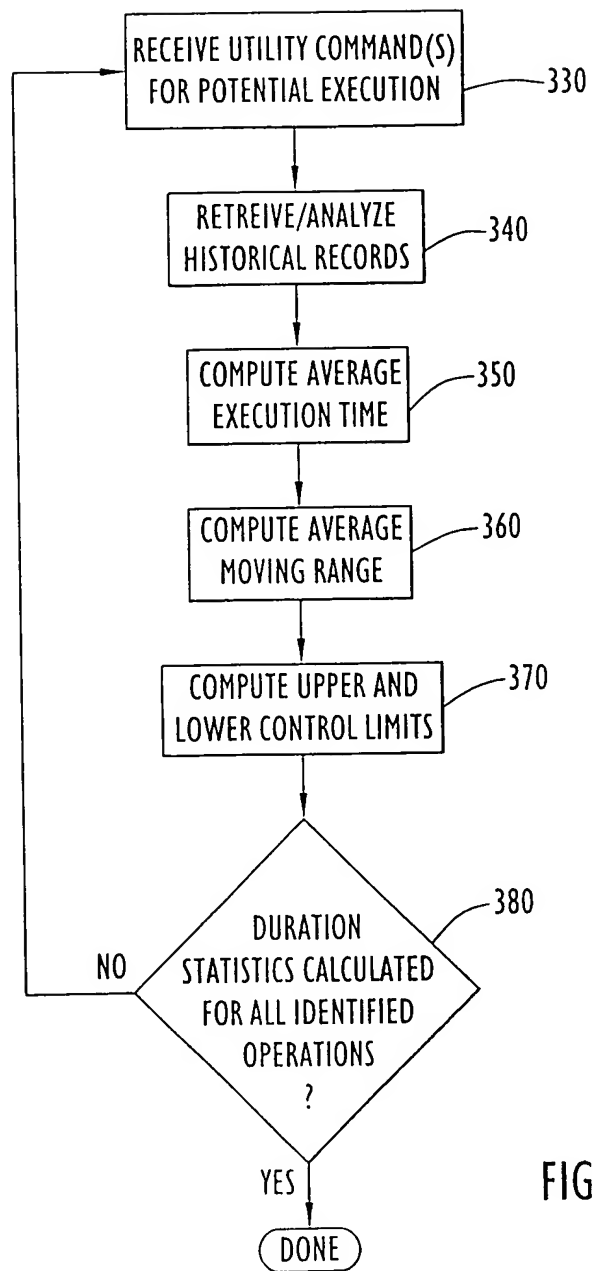 RECEIVE UTILITY COMMAND(S)
FOR POTENTIAL EXECUTION
330
RETREIVE/ANALYZE
HISTORICAL RECORDS
340
COMPUTE AVERAGE
EXECUTION TIME
350
COMPUTE AVERAGE
MOVING RANGE
360
COMPUTE UPPER AND
LOWER CONTROL LIMITS
370
DURATION
STATISTICS CALCULATED
FOR ALL IDENTIFIED
OPERATIONS
?
380
NO
YES
DONE
FIG